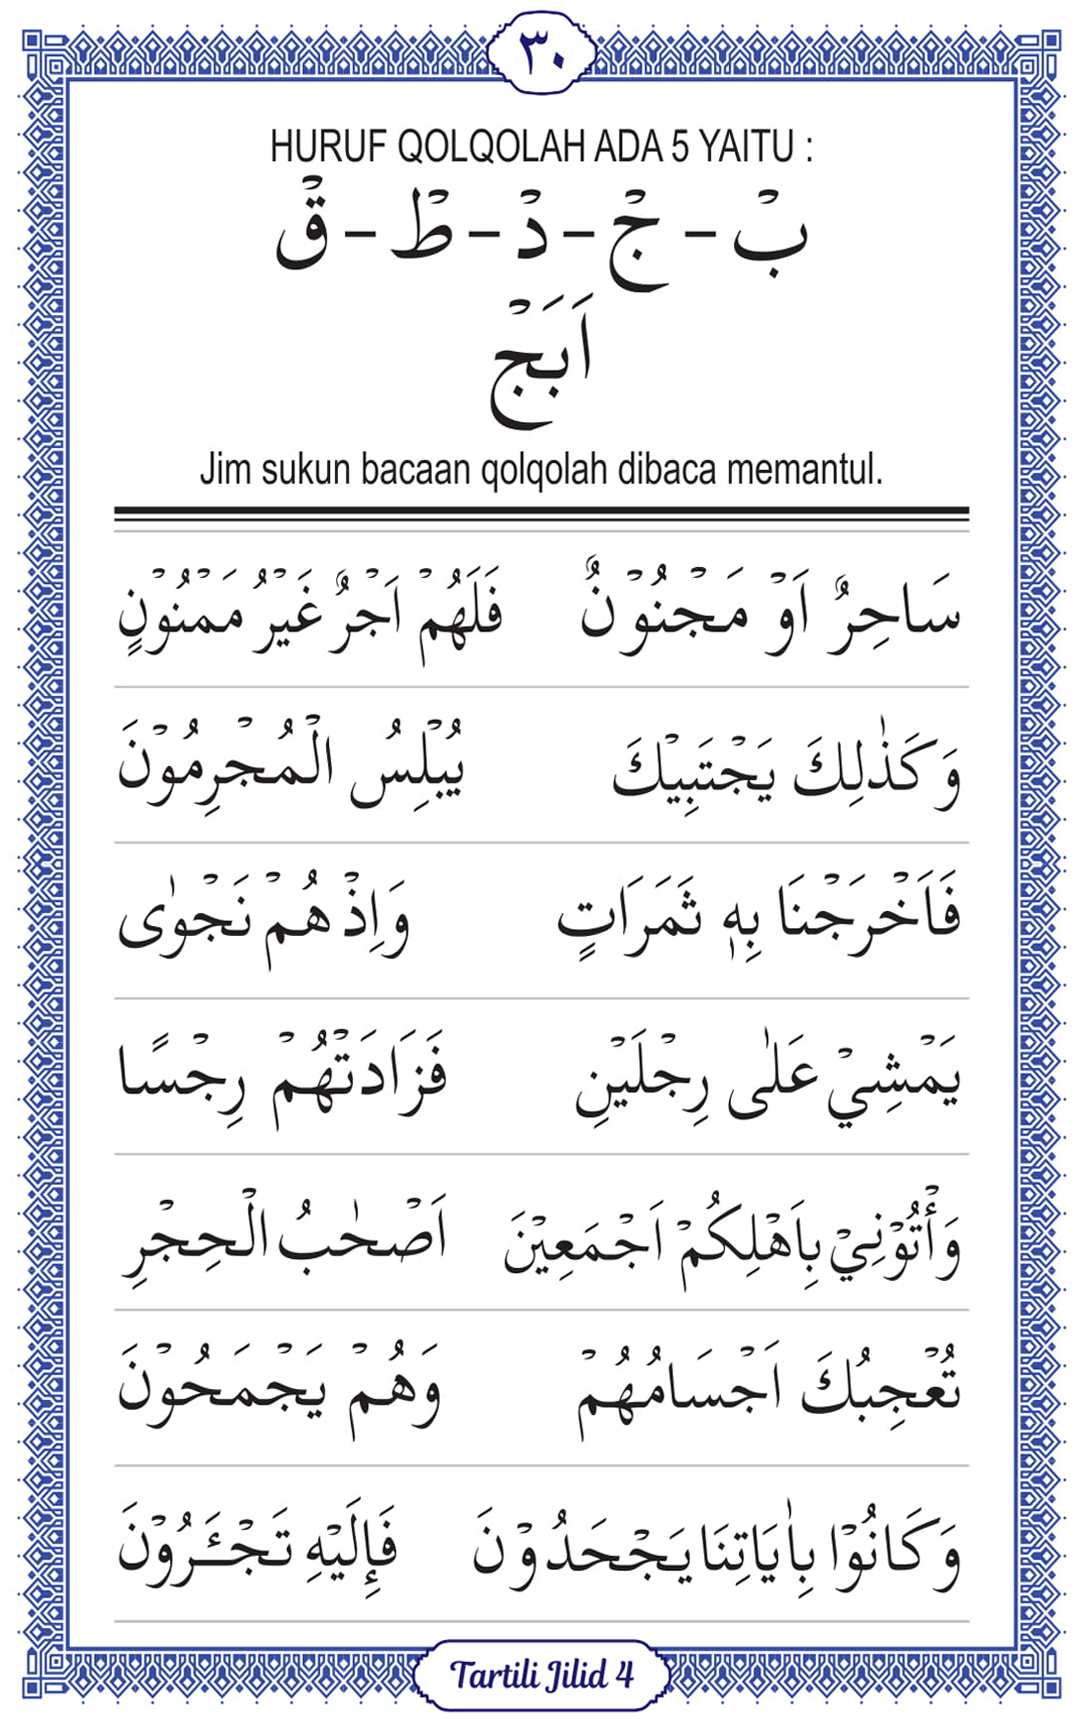 ٣٠
HURUF QOLQOLAH ADA 5 YAITU :
بْ – جْ – دْ – طْ – قْ
اَبَجْ
Jim sukun bacaan qolqolah dibaca memantul.
سَاحِرٌ اَوْ مَجْنُوْنٌ فَلَهُمْ اَجْرٌ غَيْرُ مَمْنُوْنٍ
وَكَذٰلِكَ يَجْتَبِيْكَ يُبْلِسُ الْمُجْرِمُوْنَ
فَاَخْرَجْنَا بِهٖ ثَمَرَاتٍ وَاِذْ هُمْ نَجْوٰى
يَمْشِيْ عَلٰى رِجْلَيْنِ فَزَادَتْهُمْ رِجْسًا
وَأْتُوْنِيْ بِاَهْلِكُمْ اَجْمَعِيْنَ اَصْحٰبُ الْحِجْرِ
تُعْجِبُكَ اَجْسَامُهُمْ وَهُمْ يَجْمَحُوْنَ
وَكَانُوْا بِاٰيَاتِنَا يَجْحَدُوْنَ فَإِلَيْهِ تَجْـَٔرُوْنَ
Tartili Jilid 4